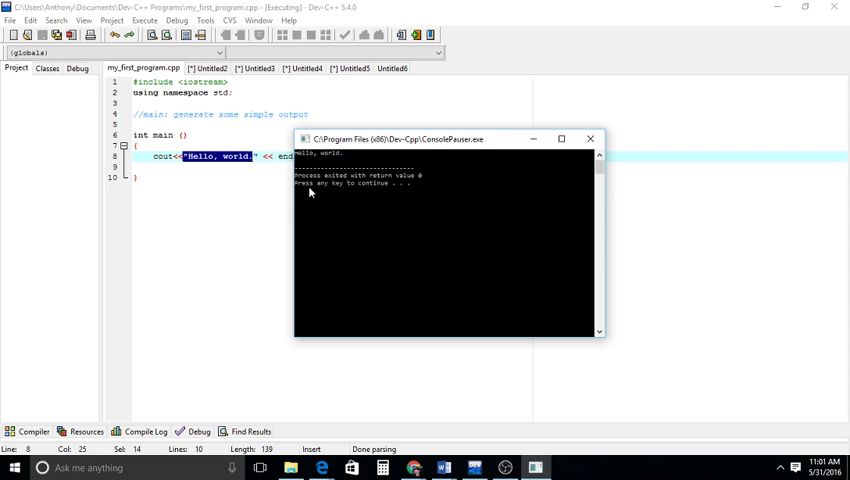 C:\Users\Anthony\Documents\Dev-C++ Programs\my_first_program.cpp - [Executing] - Dev-C++ 5.4.0
File Edit Search View Project Execute Debug Tools CVS Window Help
(globals)
Project Classes Debug my_first_program.cpp [*] Untitled2 [*] Untitled3 [*] Untitled4 [*] Untitled5 Untitled6
1 #include <iostream>
2 using namespace std;
3
4 //main: generate some simple output
5
6 int main ()
7 {
8 cout<<"Hello, world." << end
10 }
C:\Program Files (x86)\Dev-Cpp\ConsolePauser.exe
Hello, world.
--------------------------------
Process exited with return value 0
Press any key to continue . . .
Compiler Resources Compile Log Debug Find Results
Line: 8 Col: 25 Sel: 14 Lines: 10 Length: 139 Insert Done parsing
Ask me anything
DEV
11:01 AM
5/31/2016